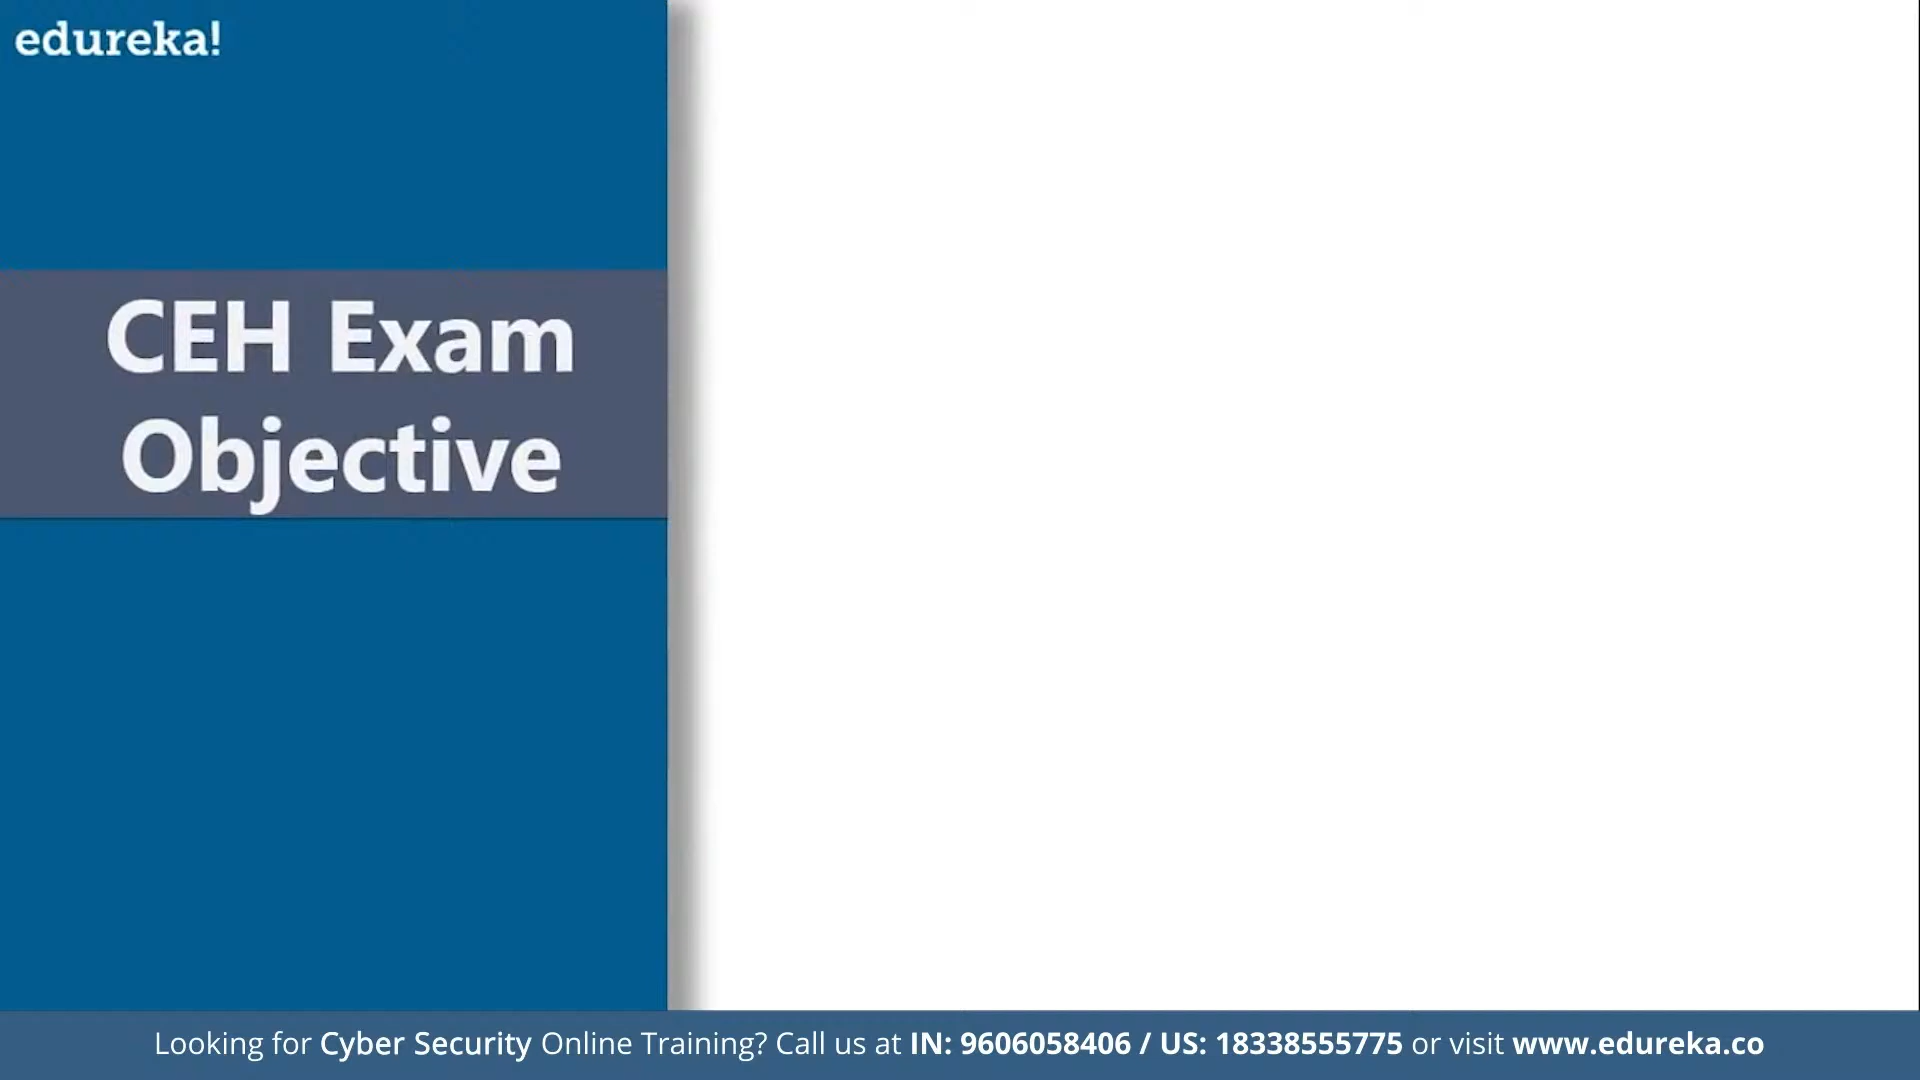 edureka!
CEH Exam
Objective
Looking for Cyber Security Online Training? Call us at IN: 9606058406 / US: 18338555775 or visit www.edureka.co